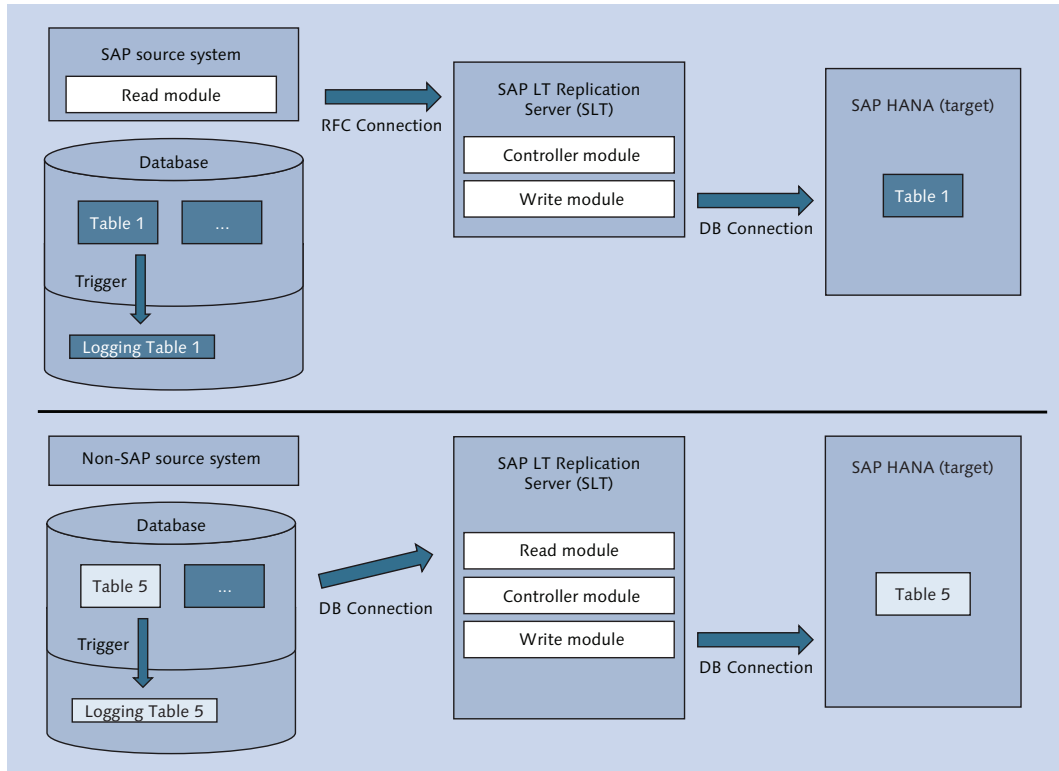 SAP source system
Read module
RFC Connection
SAP LT Replication
Server (SLT)
Controller module
Write module
DB Connection
SAP HANA (target)
Table 1
Database
Table 1
...
Trigger
Logging Table 1
Non-SAP source system
Database
Table 5
...
Trigger
Logging Table 5
DB Connection
SAP LT Replication
Server (SLT)
Read module
Controller module
Write module
DB Connection
SAP HANA (target)
Table 5